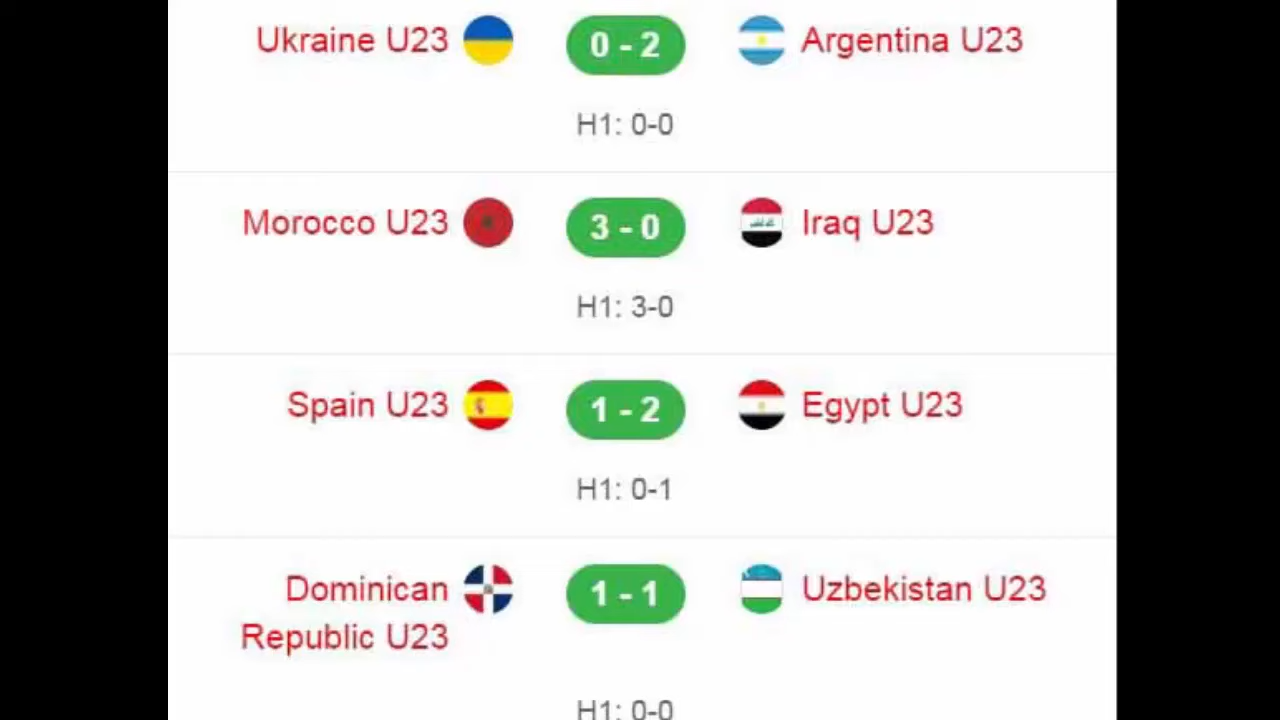 Ukraine U23 0 - 2 Argentina U23
H1: 0-0
Morocco U23 3 - 0 Iraq U23
H1: 3-0
Spain U23 1 - 2 Egypt U23
H1: 0-1
Dominican 1 - 1 Uzbekistan U23
Republic U23
H1: 0-0